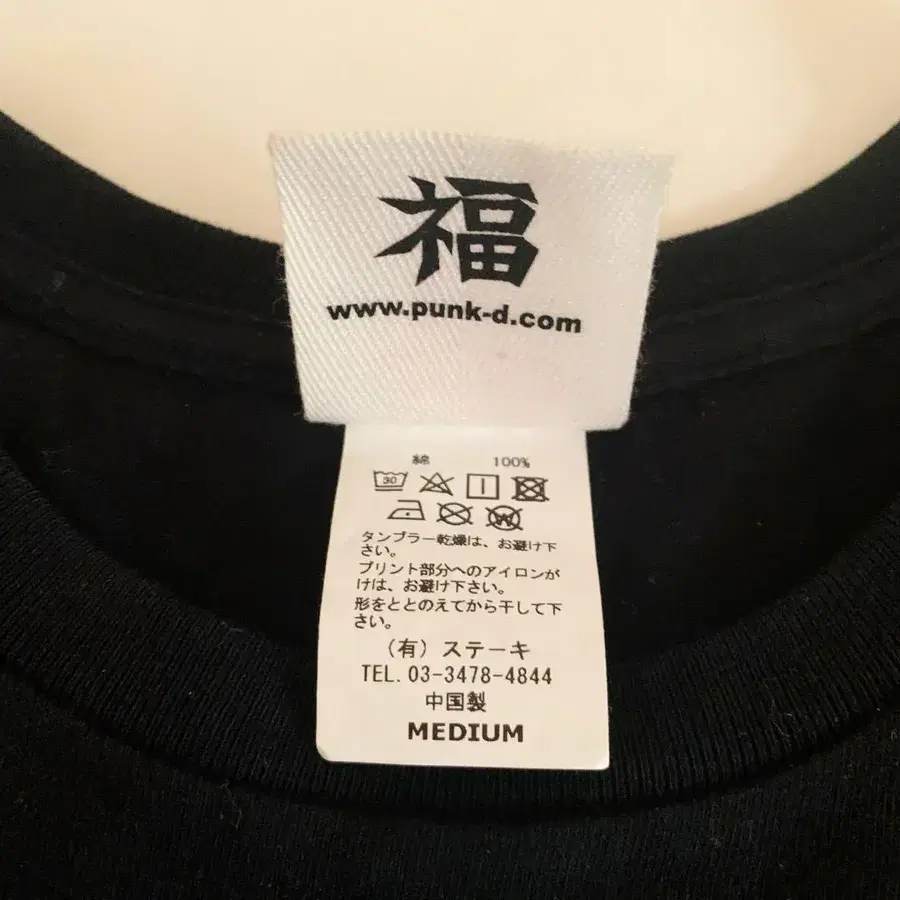 福
www.punk-d.com
綿 100%
30
タンブラー乾燥は、お避け下
さい。
プリント部分へのアイロンが
けは、お避け下さい。
形をととのえてから干して下
さい。
(有) ステーキ
TEL. 03-3478-4844
中国製
MEDIUM